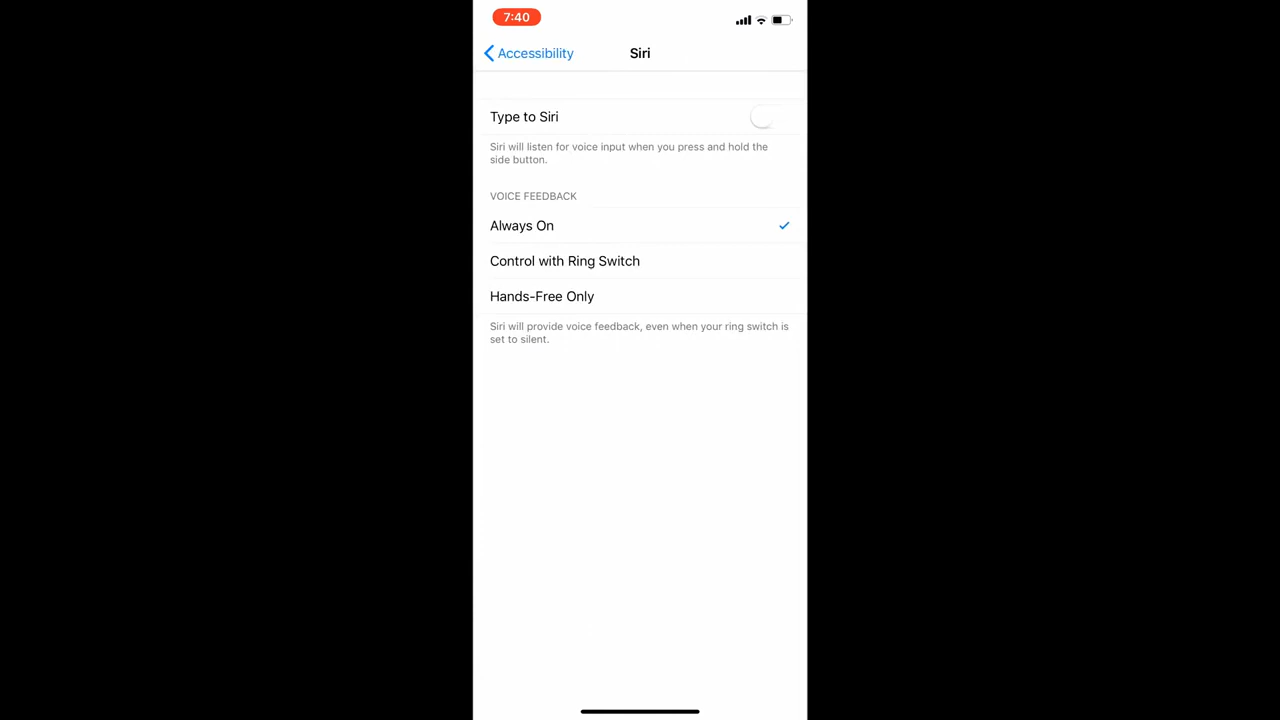 7:40
Accessibility
Siri
Type to Siri
Siri will listen for voice input when you press and hold the
side button.
VOICE FEEDBACK
Always On
Control with Ring Switch
Hands-Free Only
Siri will provide voice feedback, even when your ring switch is
set to silent.